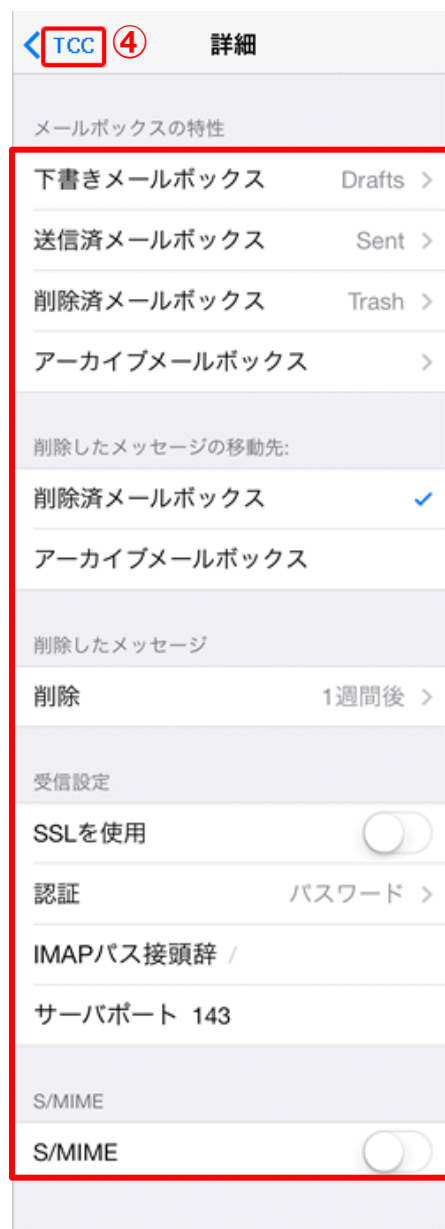 TCC ④ 詳細
メールボックスの特性
下書きメールボックス Drafts
送信済メールボックス Sent
削除済メールボックス Trash
アーカイブメールボックス
削除したメッセージの移動先:
削除済メールボックス
アーカイブメールボックス
削除したメッセージ
削除 1週間後
受信設定
SSLを使用
認証 パスワード
IMAPパス接頭辞 /
サーバポート 143
S/MIME
S/MIME